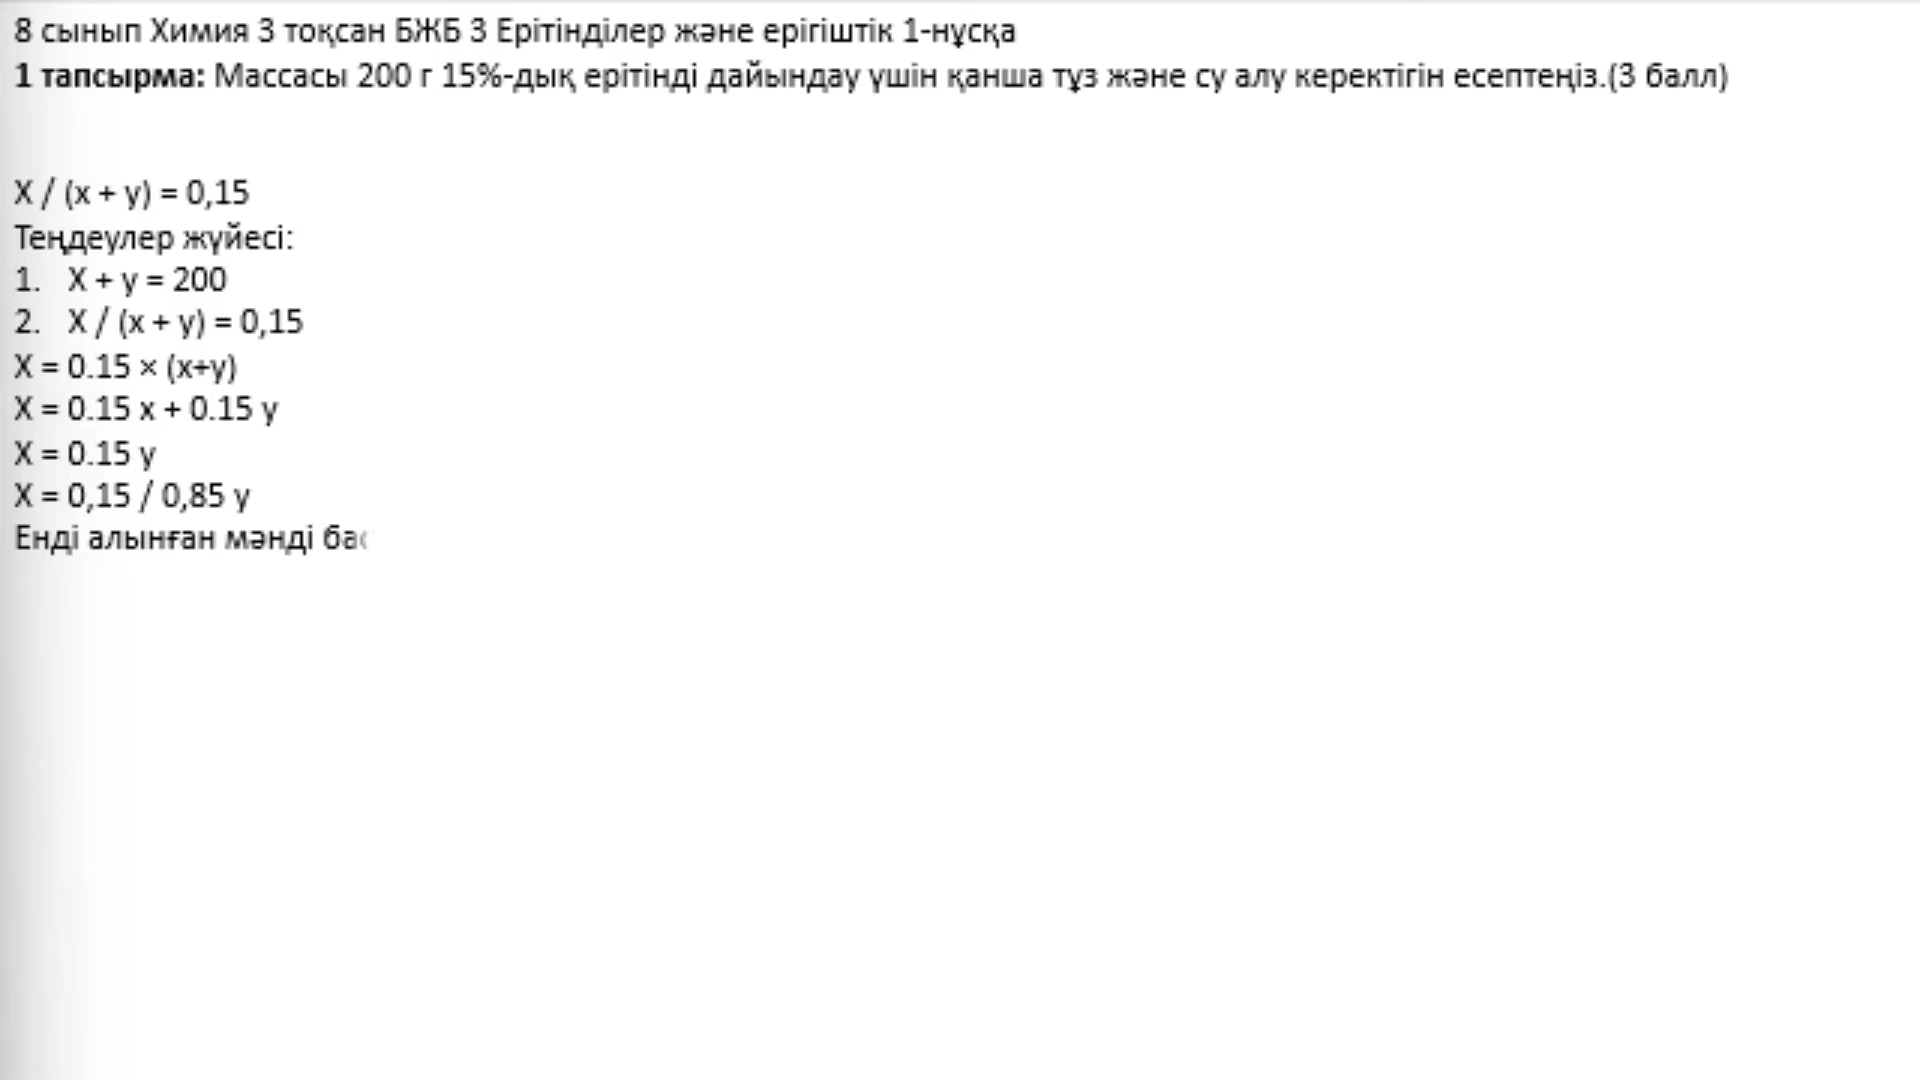 8 сынып Химия 3 тоқсан БЖБ 3 Ерітінділер және ерігіштік 1-нұсқа
1 тапсырма: Массасы 200 г 15%-дық ерітінді дайындау үшін қанша тұз және су алу керектігін есептеңіз.(3 балл)
X / (x + y) = 0,15
Теңдеулер жүйесі:
1. X + y = 200
2. X / (x + y) = 0,15
X = 0.15 × (x+y)
X = 0.15 x + 0.15 y
X = 0.15 y
X = 0,15 / 0,85 y
Енді алынған мәнді